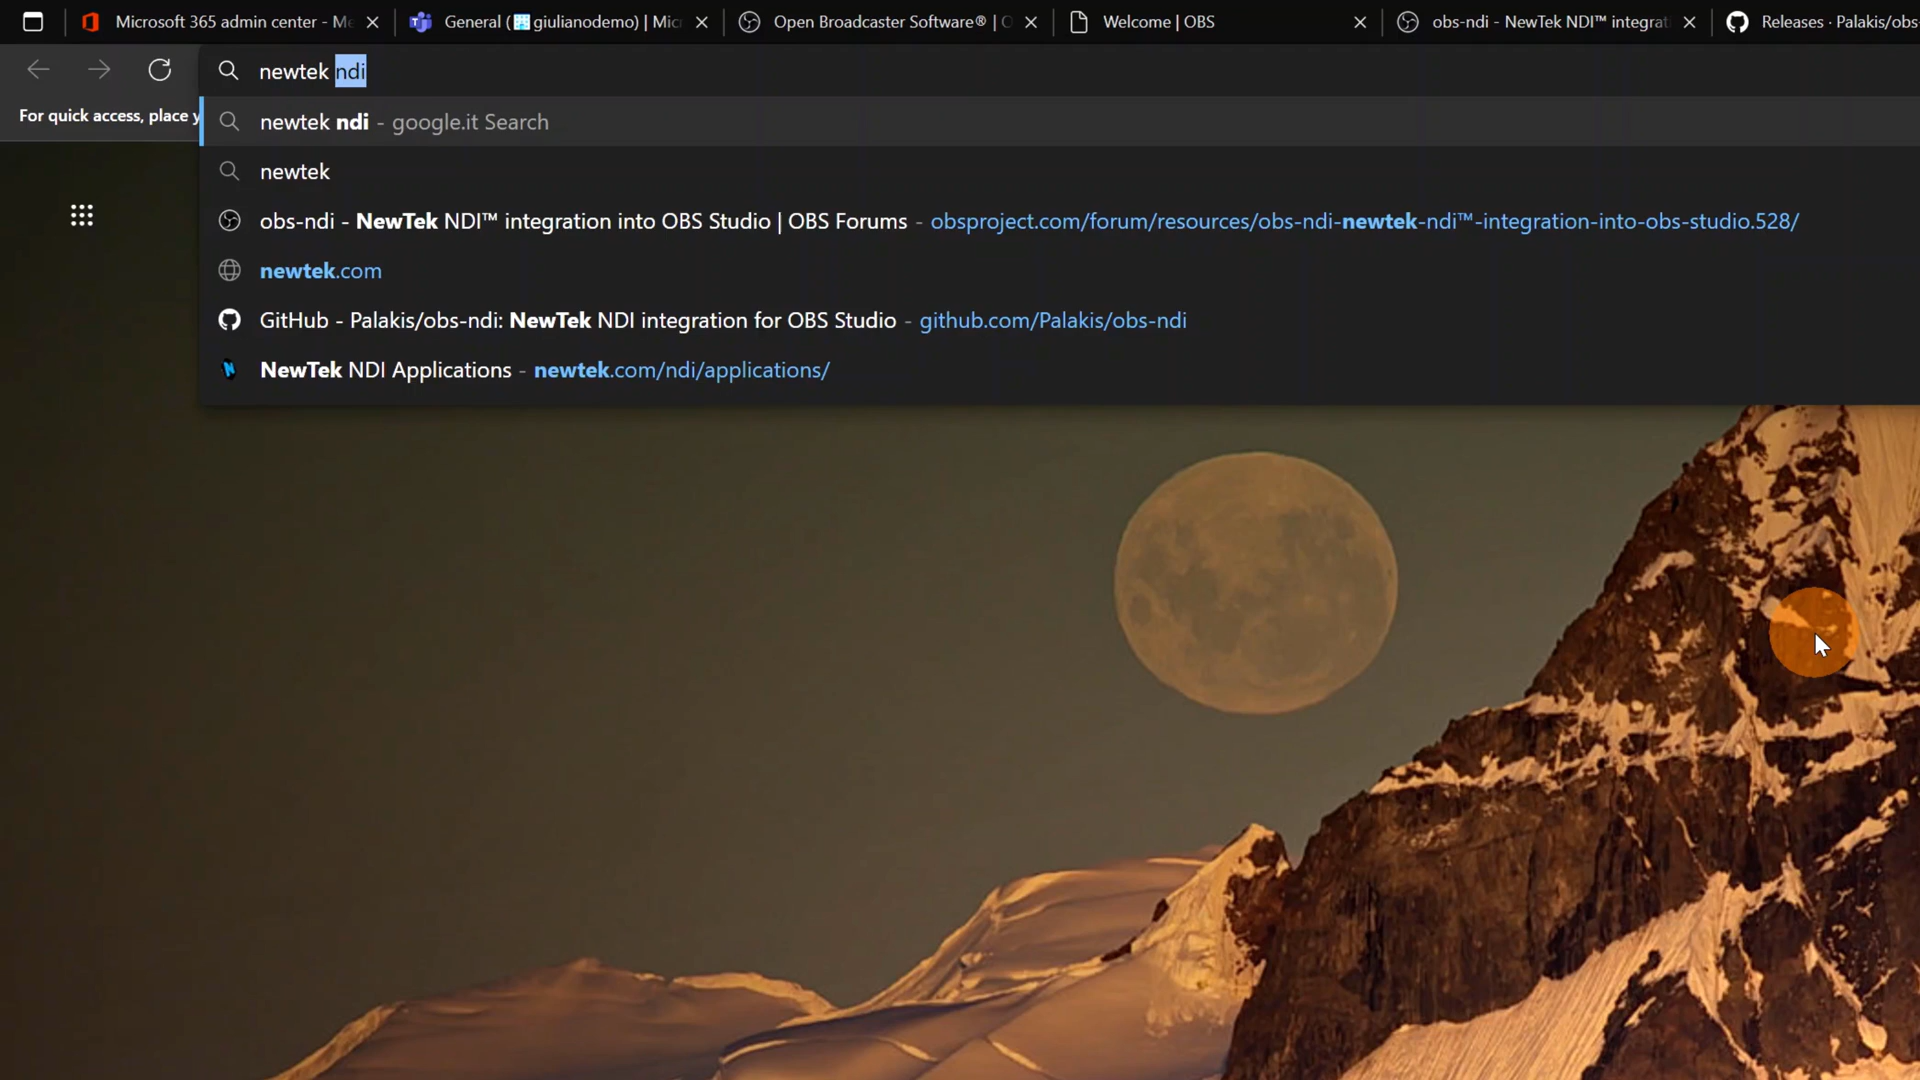 Microsoft 365 admin center - Me
General (giulianodemo) | Mic
Open Broadcaster Software® | O
Welcome | OBS
obs-ndi - NewTek NDI™ integrat
Releases · Palakis/obs-
newtek ndi
For quick access, place y
newtek ndi - google.it Search
newtek
obs-ndi - NewTek NDI™ integration into OBS Studio | OBS Forums - obsproject.com/forum/resources/obs-ndi-newtek-ndi™-integration-into-obs-studio.528/
newtek.com
GitHub - Palakis/obs-ndi: NewTek NDI integration for OBS Studio - github.com/Palakis/obs-ndi
NewTek NDI Applications - newtek.com/ndi/applications/